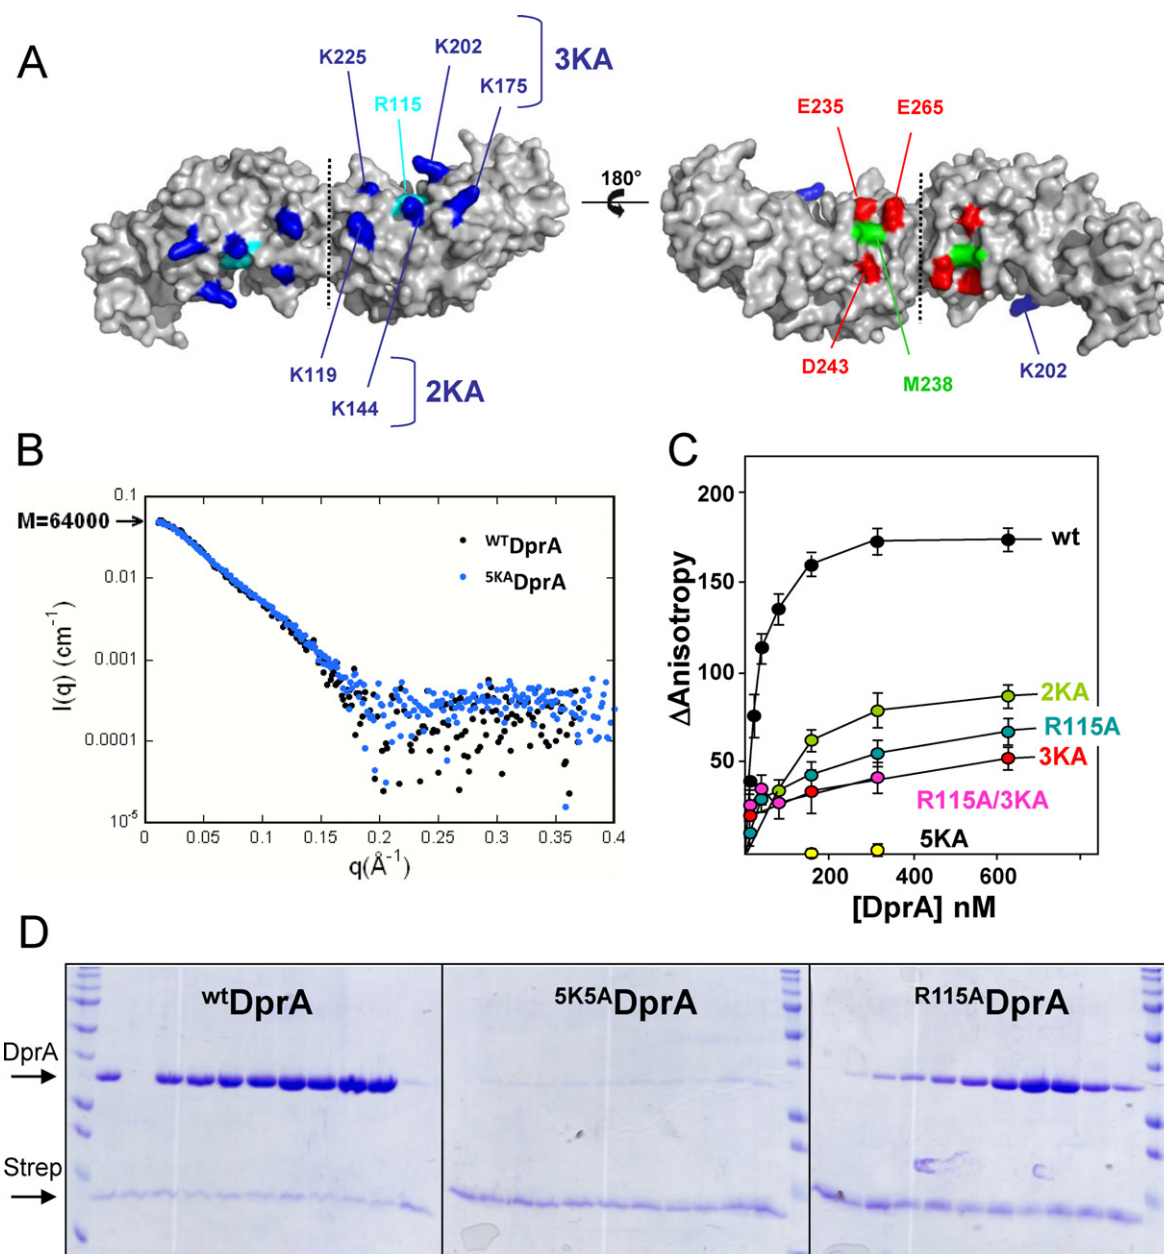 A
K225
K202
3KA
R115
K175
K119
K144
2KA
180°
E235
E265
D243
M238
K202
B
M=64000
WTDprA
5KADprA
I(q) (cm-1)
0.1
0.01
0.001
0.0001
10-5
0
0.05
0.1
0.15
0.2
0.25
0.3
0.35
0.4
q(Å-1)
C
ΔAnisotropy
200
150
100
50
wt
2KA
R115A
3KA
R115A/3KA
5KA
200
400
600
[DprA] nM
D
wtDprA
5K5ADprA
R115ADprA
DprA
Strep